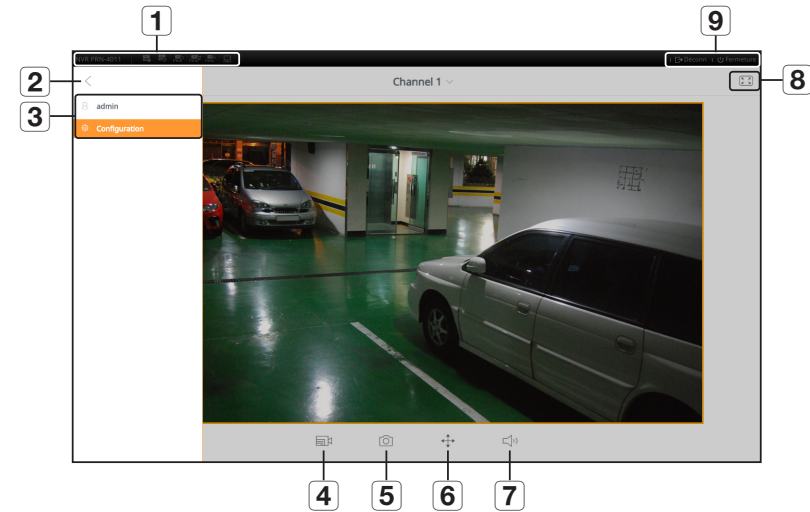 1
9
NVR PRN-4011
Déconn
Fermeture
2
Channel 1
8
3
admin
Configuration
4
5
6
7